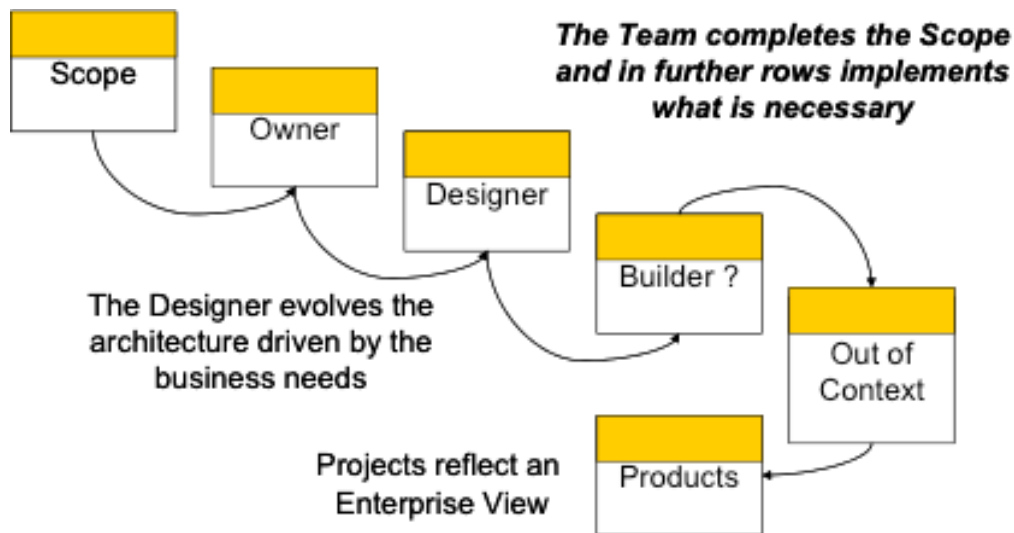 Scope
The Team completes the Scope
and in further rows implements
what is necessary
Owner
Designer
Builder ?
The Designer evolves the
architecture driven by the
business needs
Out of
Context
Products
Projects reflect an
Enterprise View